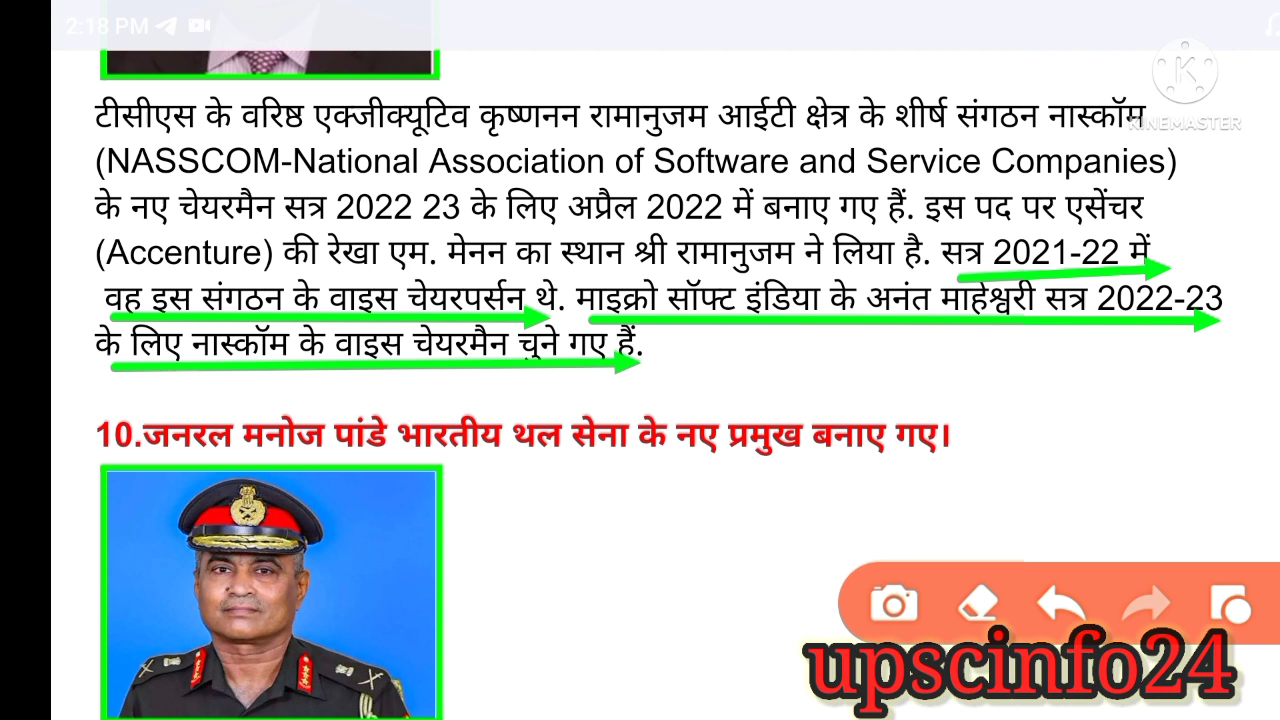 2:18 PM
KINEMASTER
टीसीएस के वरिष्ठ एक्जीक्यूटिव कृष्णनन रामानुजम आईटी क्षेत्र के शीर्ष संगठन नास्कॉम
(NASSCOM-National Association of Software and Service Companies)
के नए चेयरमैन सत्र 2022 23 के लिए अप्रैल 2022 में बनाए गए हैं. इस पद पर एसेंचर
(Accenture) की रेखा एम. मेनन का स्थान श्री रामानुजम ने लिया है. सत्र 2021-22 में
वह इस संगठन के वाइस चेयरपर्सन थे. माइक्रो सॉफ्ट इंडिया के अनंत माहेश्वरी सत्र 2022-23
के लिए नास्कॉम के वाइस चेयरमैन चुने गए हैं.
10.जनरल मनोज पांडे भारतीय थल सेना के नए प्रमुख बनाए गए।
upscinfo24